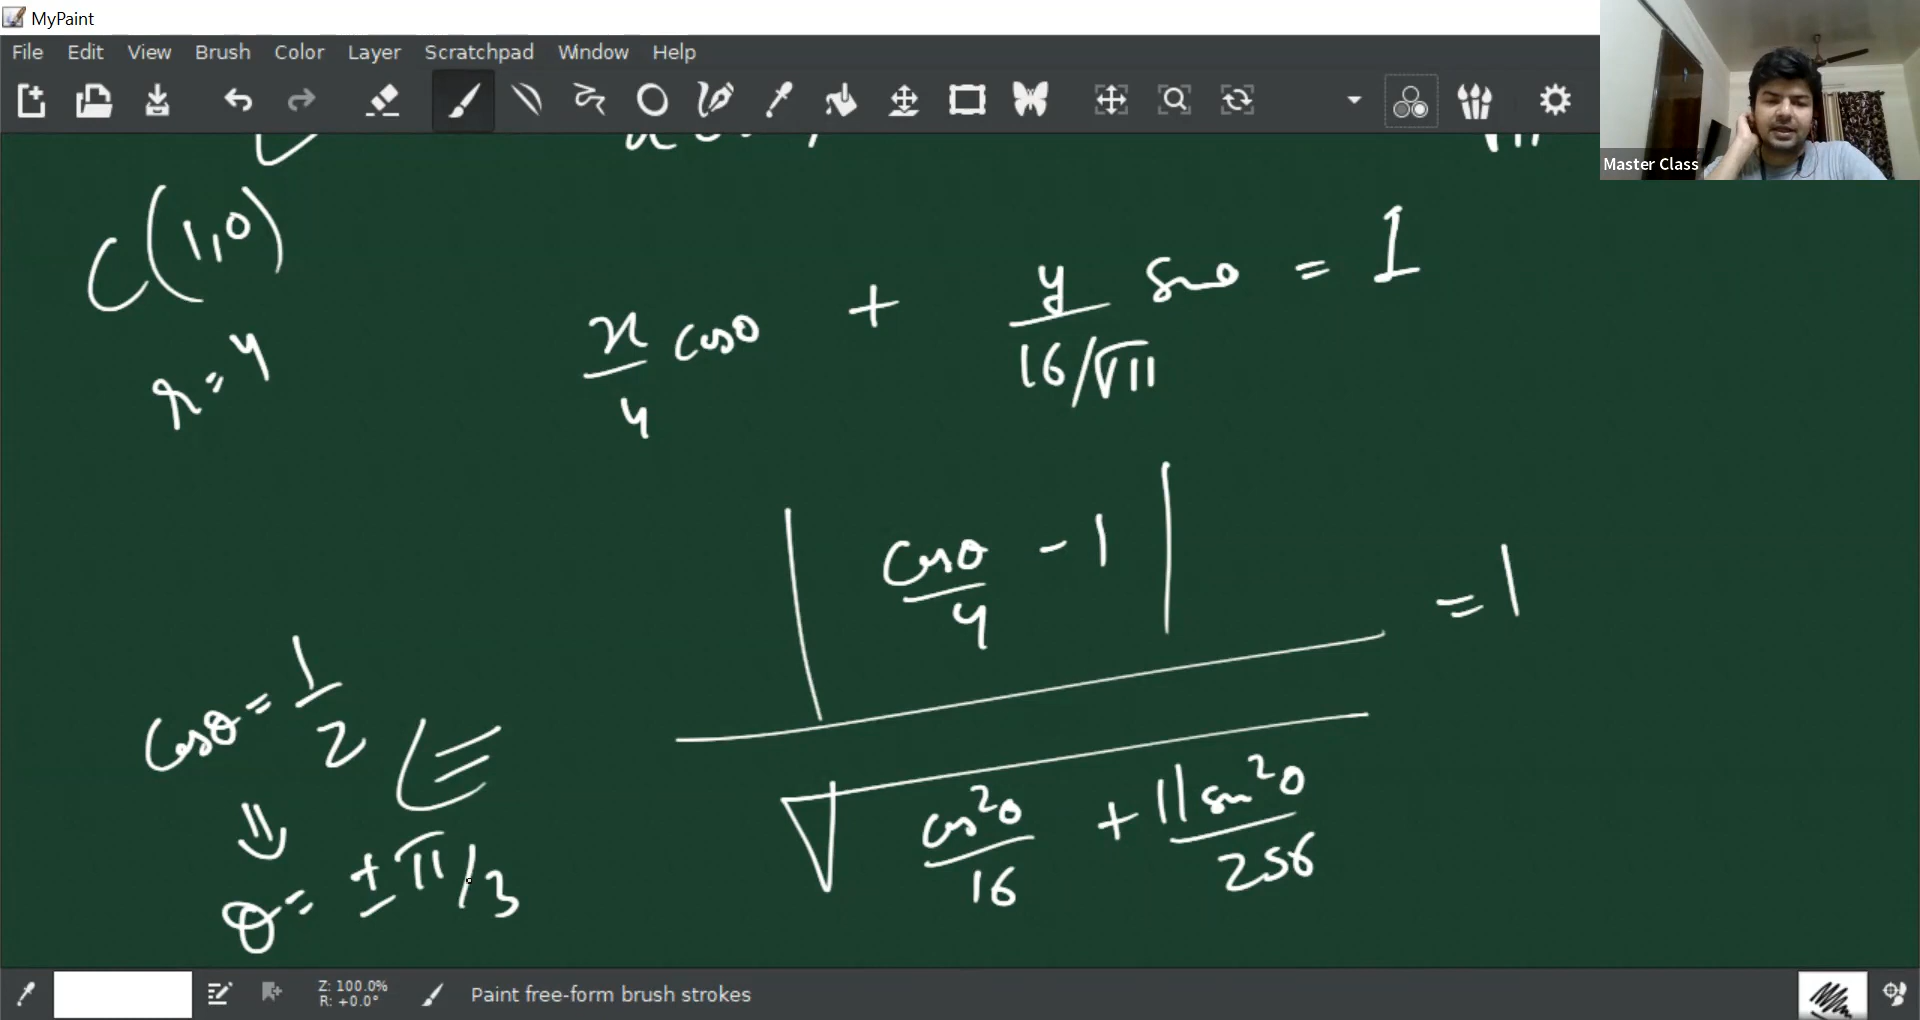 MyPaint
File Edit View Brush Color Layer Scratchpad Window Help
Master Class
C(1,0)
r = 4
x/4 cosθ + y/(16/√11) sinθ = 1
|cosθ/4 - 1| / √(cos²θ/16 + 11 sin²θ/256) = 1
cosθ = 1/2
⇓
θ = ± π/3
Z: 100.0%
R: +0.0°
Paint free-form brush strokes